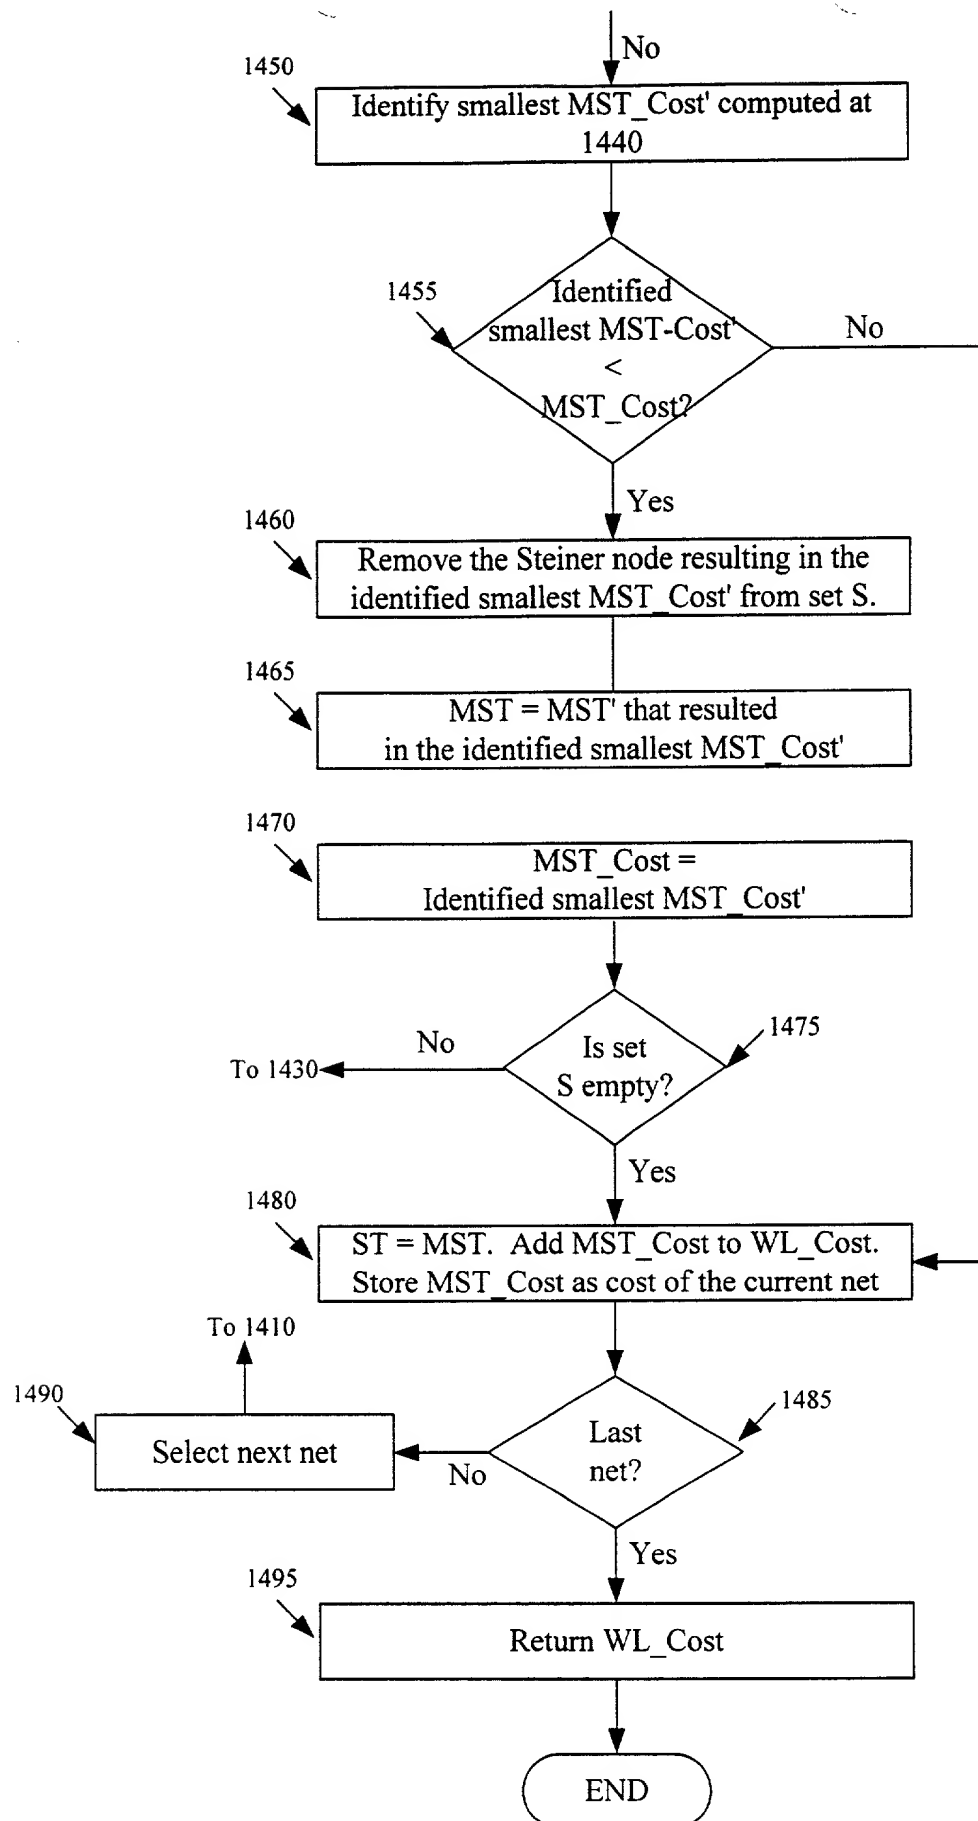 No
1450
Identify smallest MST_Cost' computed at
1440
1455
Identified
smallest MST-Cost'
<
MST_Cost?
No
Yes
1460
Remove the Steiner node resulting in the
identified smallest MST_Cost' from set S.
1465
MST = MST' that resulted
in the identified smallest MST_Cost'
1470
MST_Cost =
Identified smallest MST_Cost'
1475
No
Is set
S empty?
To 1430
Yes
1480
ST = MST. Add MST_Cost to WL_Cost.
Store MST_Cost as cost of the current net
To 1410
1490
1485
Select next net
No
Last
net?
Yes
1495
Return WL_Cost
END